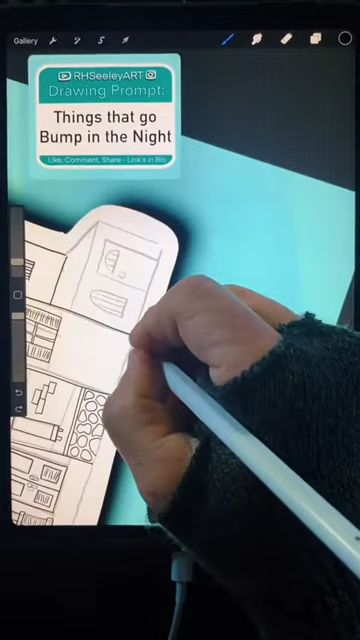 Gallery
RHSeeleyART
Drawing Prompt:
Things that go
Bump in the Night
Like, Comment, Share - Link's in Bio